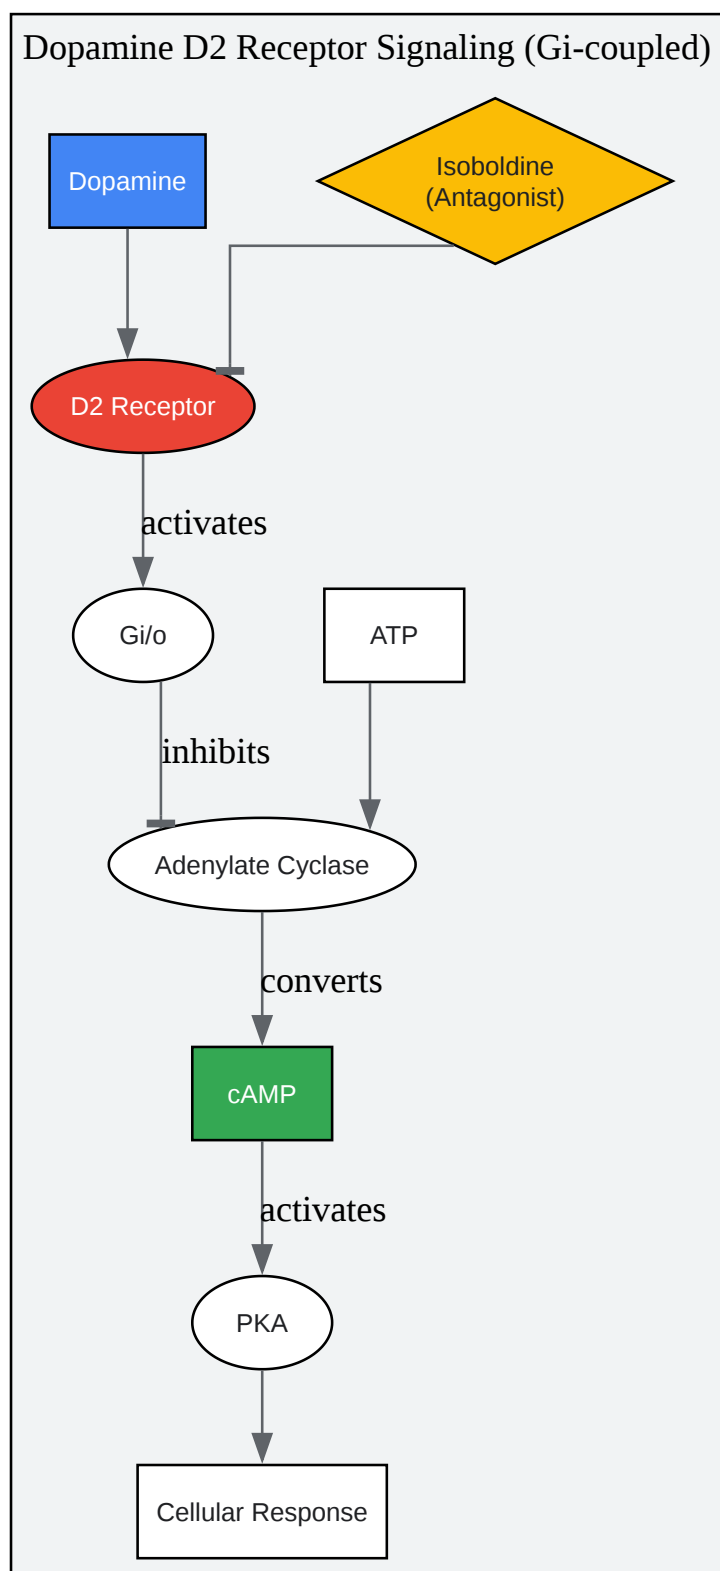 Dopamine D2 Receptor Signaling (Gi-coupled)
Dopamine
Isoboldine
(Antagonist)
D2 Receptor
activates
Gi/o
ATP
inhibits
Adenylate Cyclase
converts
cAMP
activates
PKA
Cellular Response